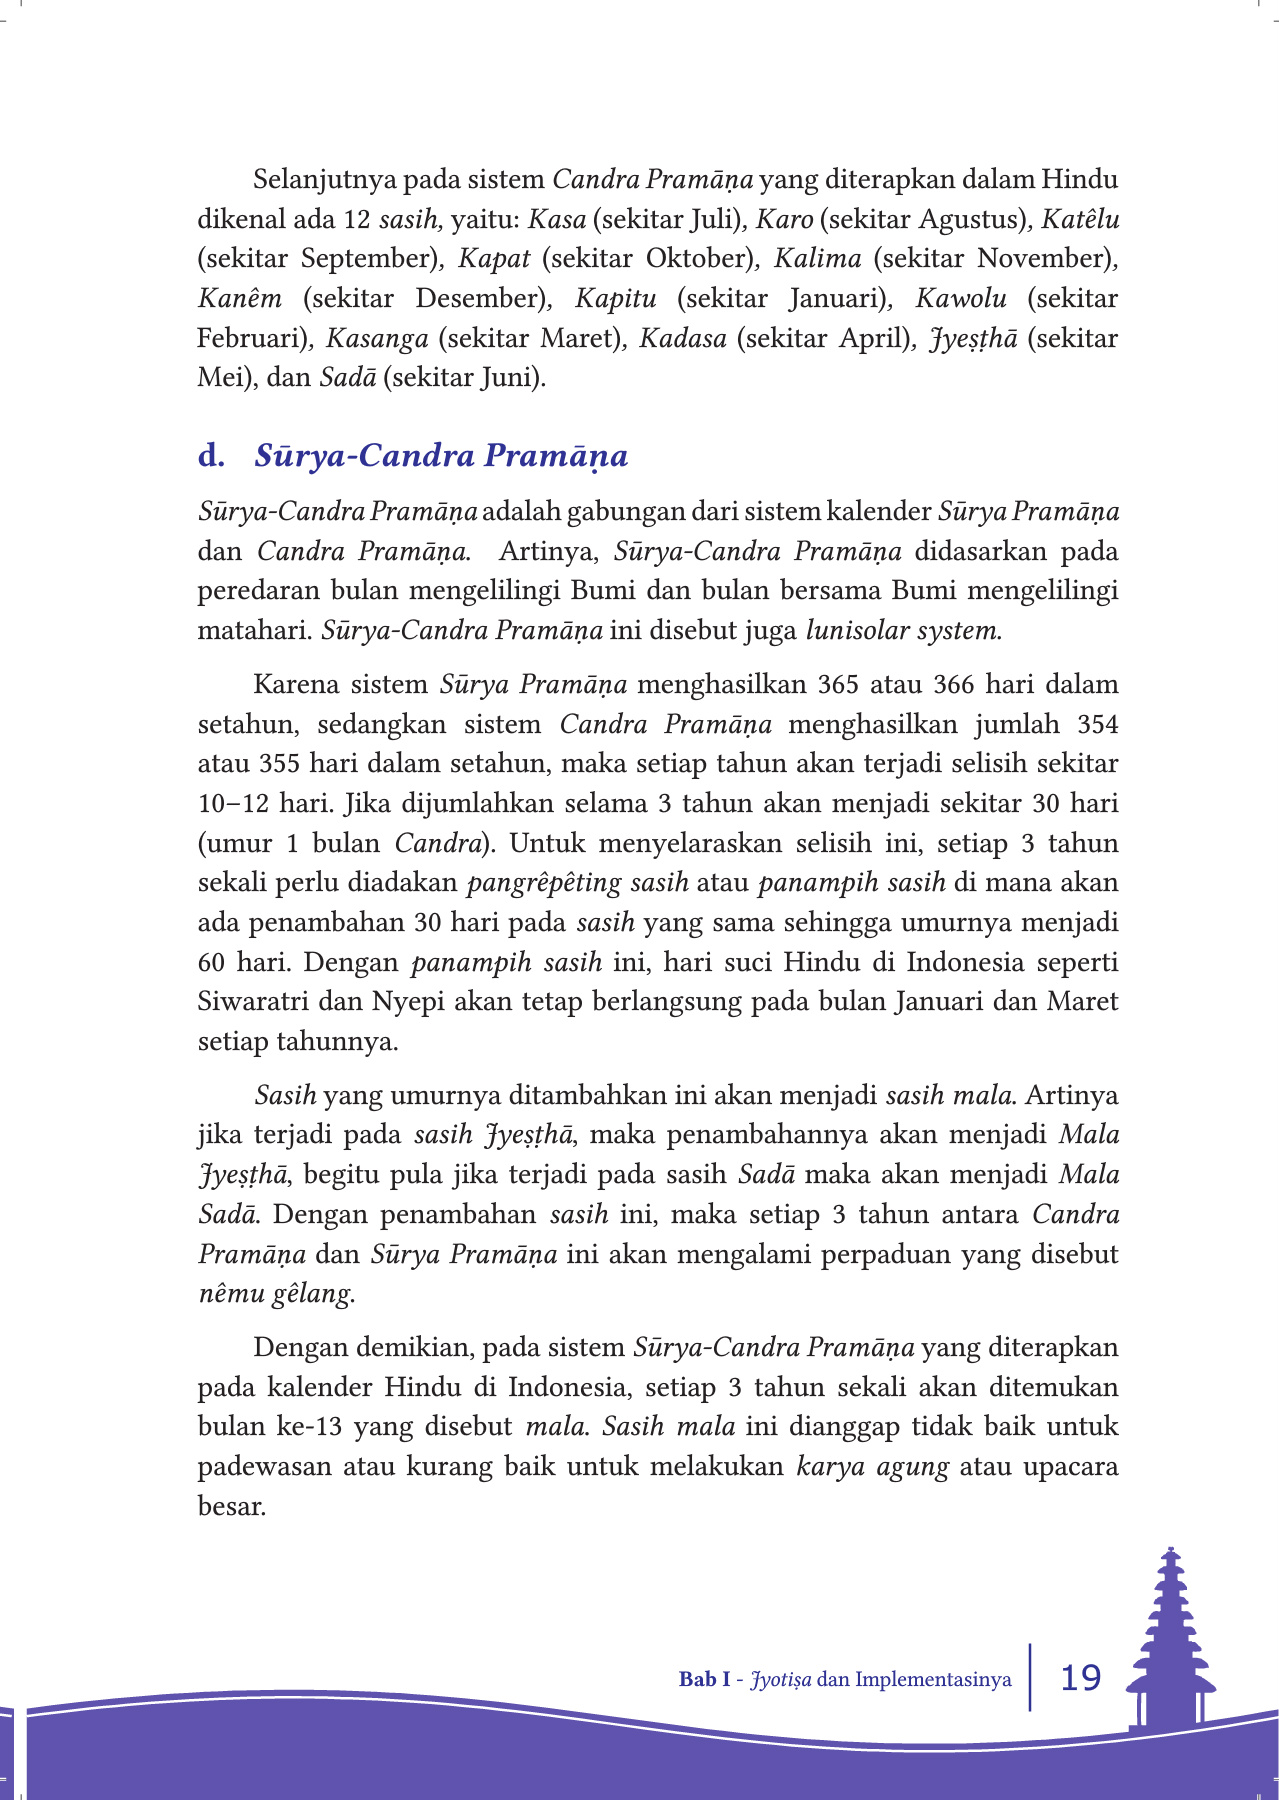 Selanjutnya pada sistem Candra Pramāṇa yang diterapkan dalam Hindu
dikenal ada 12 sasih, yaitu: Kasa (sekitar Juli), Karo (sekitar Agustus), Katêlu
(sekitar September), Kapat (sekitar Oktober), Kalima (sekitar November),
Kanêm (sekitar Desember), Kapitu (sekitar Januari), Kawolu (sekitar
Februari), Kasanga (sekitar Maret), Kadasa (sekitar April), Jyeṣṭhā (sekitar
Mei), dan Sadā (sekitar Juni).
d. Sūrya-Candra Pramāṇa
Sūrya-Candra Pramāṇa adalah gabungan dari sistem kalender Sūrya Pramāṇa
dan Candra Pramāṇa. Artinya, Sūrya-Candra Pramāṇa didasarkan pada
peredaran bulan mengelilingi Bumi dan bulan bersama Bumi mengelilingi
matahari. Sūrya-Candra Pramāṇa ini disebut juga lunisolar system.
Karena sistem Sūrya Pramāṇa menghasilkan 365 atau 366 hari dalam
setahun, sedangkan sistem Candra Pramāṇa menghasilkan jumlah 354
atau 355 hari dalam setahun, maka setiap tahun akan terjadi selisih sekitar
10–12 hari. Jika dijumlahkan selama 3 tahun akan menjadi sekitar 30 hari
(umur 1 bulan Candra). Untuk menyelaraskan selisih ini, setiap 3 tahun
sekali perlu diadakan pangrêpêting sasih atau panampih sasih di mana akan
ada penambahan 30 hari pada sasih yang sama sehingga umurnya menjadi
60 hari. Dengan panampih sasih ini, hari suci Hindu di Indonesia seperti
Siwaratri dan Nyepi akan tetap berlangsung pada bulan Januari dan Maret
setiap tahunnya.
Sasih yang umurnya ditambahkan ini akan menjadi sasih mala. Artinya
jika terjadi pada sasih Jyeṣṭhā, maka penambahannya akan menjadi Mala
Jyeṣṭhā, begitu pula jika terjadi pada sasih Sadā maka akan menjadi Mala
Sadā. Dengan penambahan sasih ini, maka setiap 3 tahun antara Candra
Pramāṇa dan Sūrya Pramāṇa ini akan mengalami perpaduan yang disebut
nêmu gêlang.
Dengan demikian, pada sistem Sūrya-Candra Pramāṇa yang diterapkan
pada kalender Hindu di Indonesia, setiap 3 tahun sekali akan ditemukan
bulan ke-13 yang disebut mala. Sasih mala ini dianggap tidak baik untuk
padewasan atau kurang baik untuk melakukan karya agung atau upacara
besar.
Bab I - Jyotiṣa dan Implementasinya 19